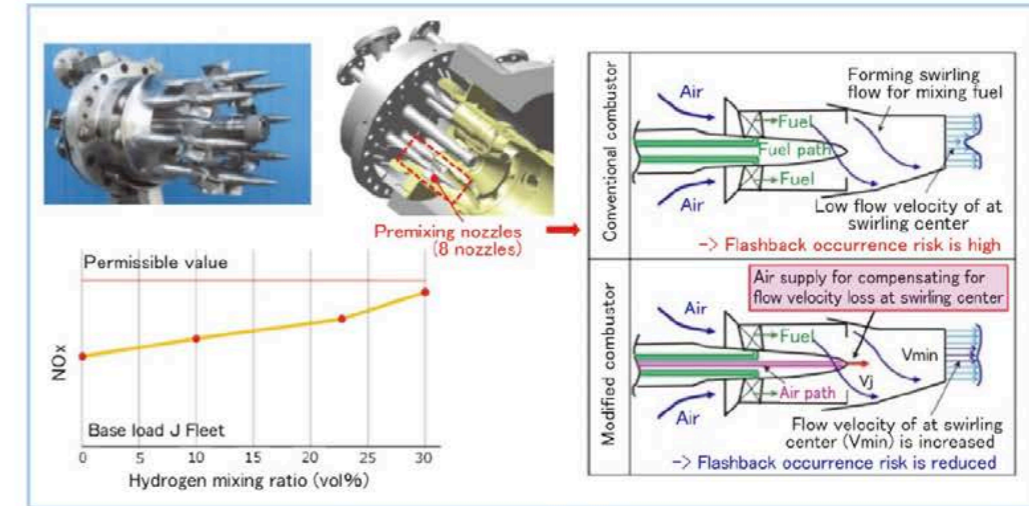 Premixing nozzles
(8 nozzles)
Permissible value
NOx
Base load J Fleet
0 5 10 15 20 25 30
Hydrogen mixing ratio (vol%)
Conventional combustor
Air
Forming swirling
flow for mixing fuel
Fuel
Fuel path
Fuel
Air
Low flow velocity of at
swirling center
-> Flashback occurrence risk is high
Modified combustor
Air supply for compensating for
flow velocity loss at swirling center
Air
Fuel
Vmin
Vj
Air path
Air
Flow velocity of at swirling
center (Vmin) is increased
-> Flashback occurrence risk is reduced